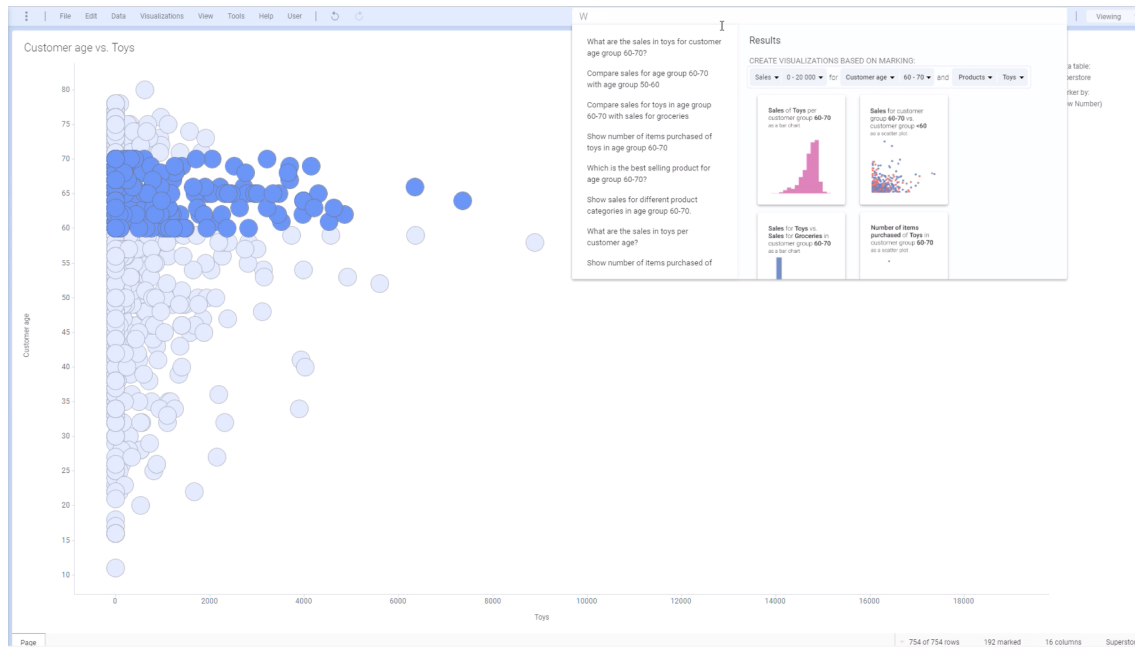 File Edit Data Visualizations View Tools Help User
W
Viewing
Customer age vs. Toys
What are the sales in toys for customer
age group 60-70?
Compare sales for age group 60-70
with age group 50-60
Compare sales for toys in age group
60-70 with sales for groceries
Show number of items purchased of
toys in age group 60-70
Which is the best selling product for
age group 60-70?
Show sales for different product
categories in age group 60-70.
What are the sales in toys per
customer age?
Show number of items purchased of
Results
CREATE VISUALIZATIONS BASED ON MARKING:
Sales 0 - 20 000 for Customer age 60 - 70 and Products Toys
Sales of Toys per
customer group 60-70
as a bar chart
Sales for customer
group 60-70 vs.
customer group <60
as a scatter plot
Sales for Toys vs.
Sales for Groceries in
customer group 60-70
as a bar chart
Number of items
purchased of Toys in
customer group 60-70
as a scatter plot
a table:
perstore
rker by:
w Number)
80
75
70
65
60
55
50
45
40
35
30
25
20
15
10
Customer age
0 2000 4000 6000 8000 10000 12000 14000 16000 18000
Toys
Page
754 of 754 rows 192 marked 16 columns Supersto